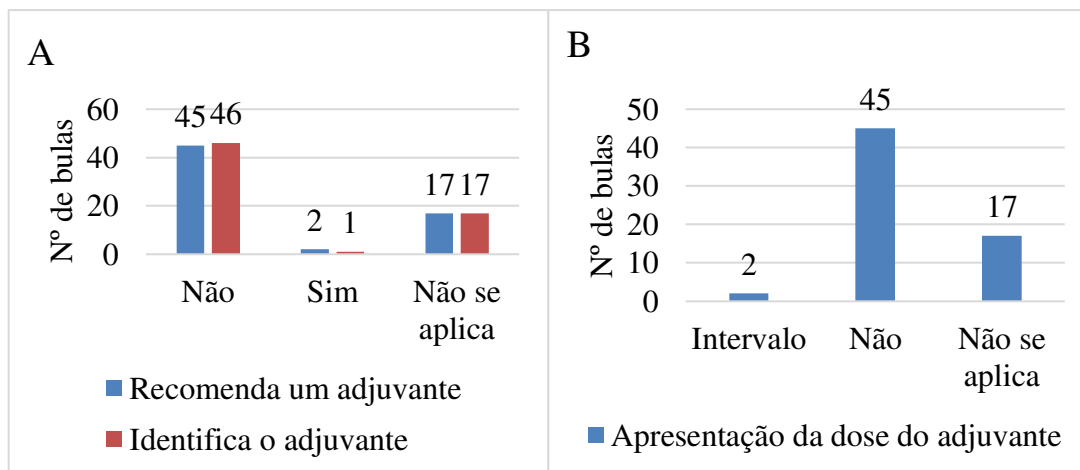 A
Nº de bulas
60
40
20
0
45 46
2 1
17 17
Não Sim Não se
aplica
Recomenda um adjuvante
Identifica o adjuvante
B
Nº de bulas
50
40
30
20
10
0
2
45
17
Intervalo Não Não se
aplica
Apresentação da dose do adjuvante